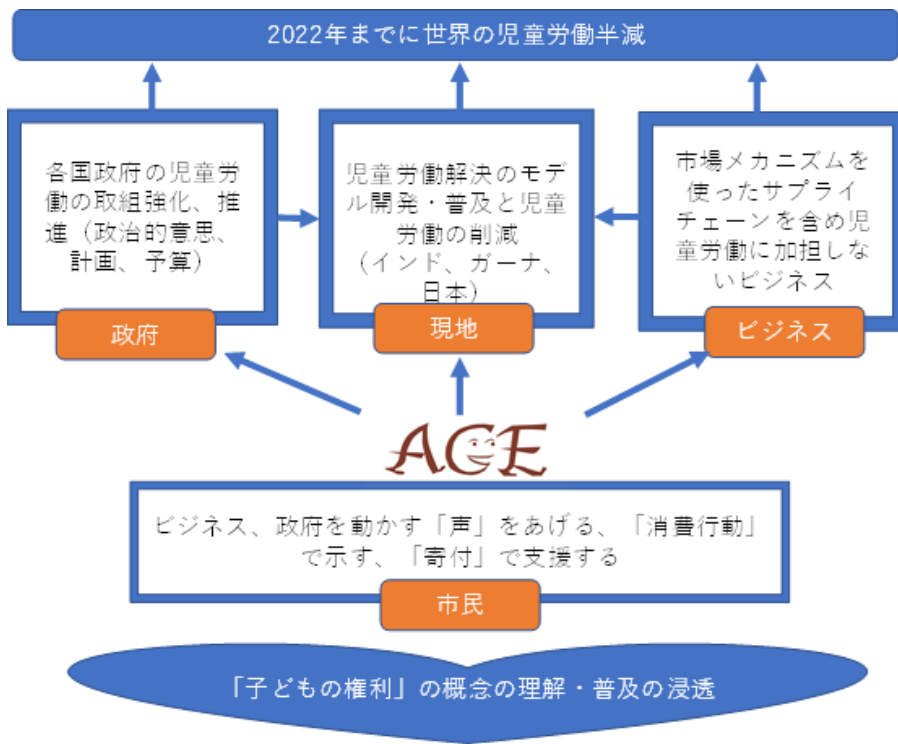 2022年までに世界の児童労働半減
各国政府の児童労
働の取組強化、推
進（政治的意思、
計画、予算）
政府
児童労働解決のモデ
ル開発・普及と児童
労働の削減
（インド、ガーナ、
日本）
現地
市場メカニズムを
使ったサプライ
チェーンを含め児
童労働に加担しな
いビジネス
ビジネス
ACE
ビジネス、政府を動かす「声」をあげる、「消費行動」
で示す、「寄付」で支援する
市民
「子どもの権利」の概念の理解・普及の浸透